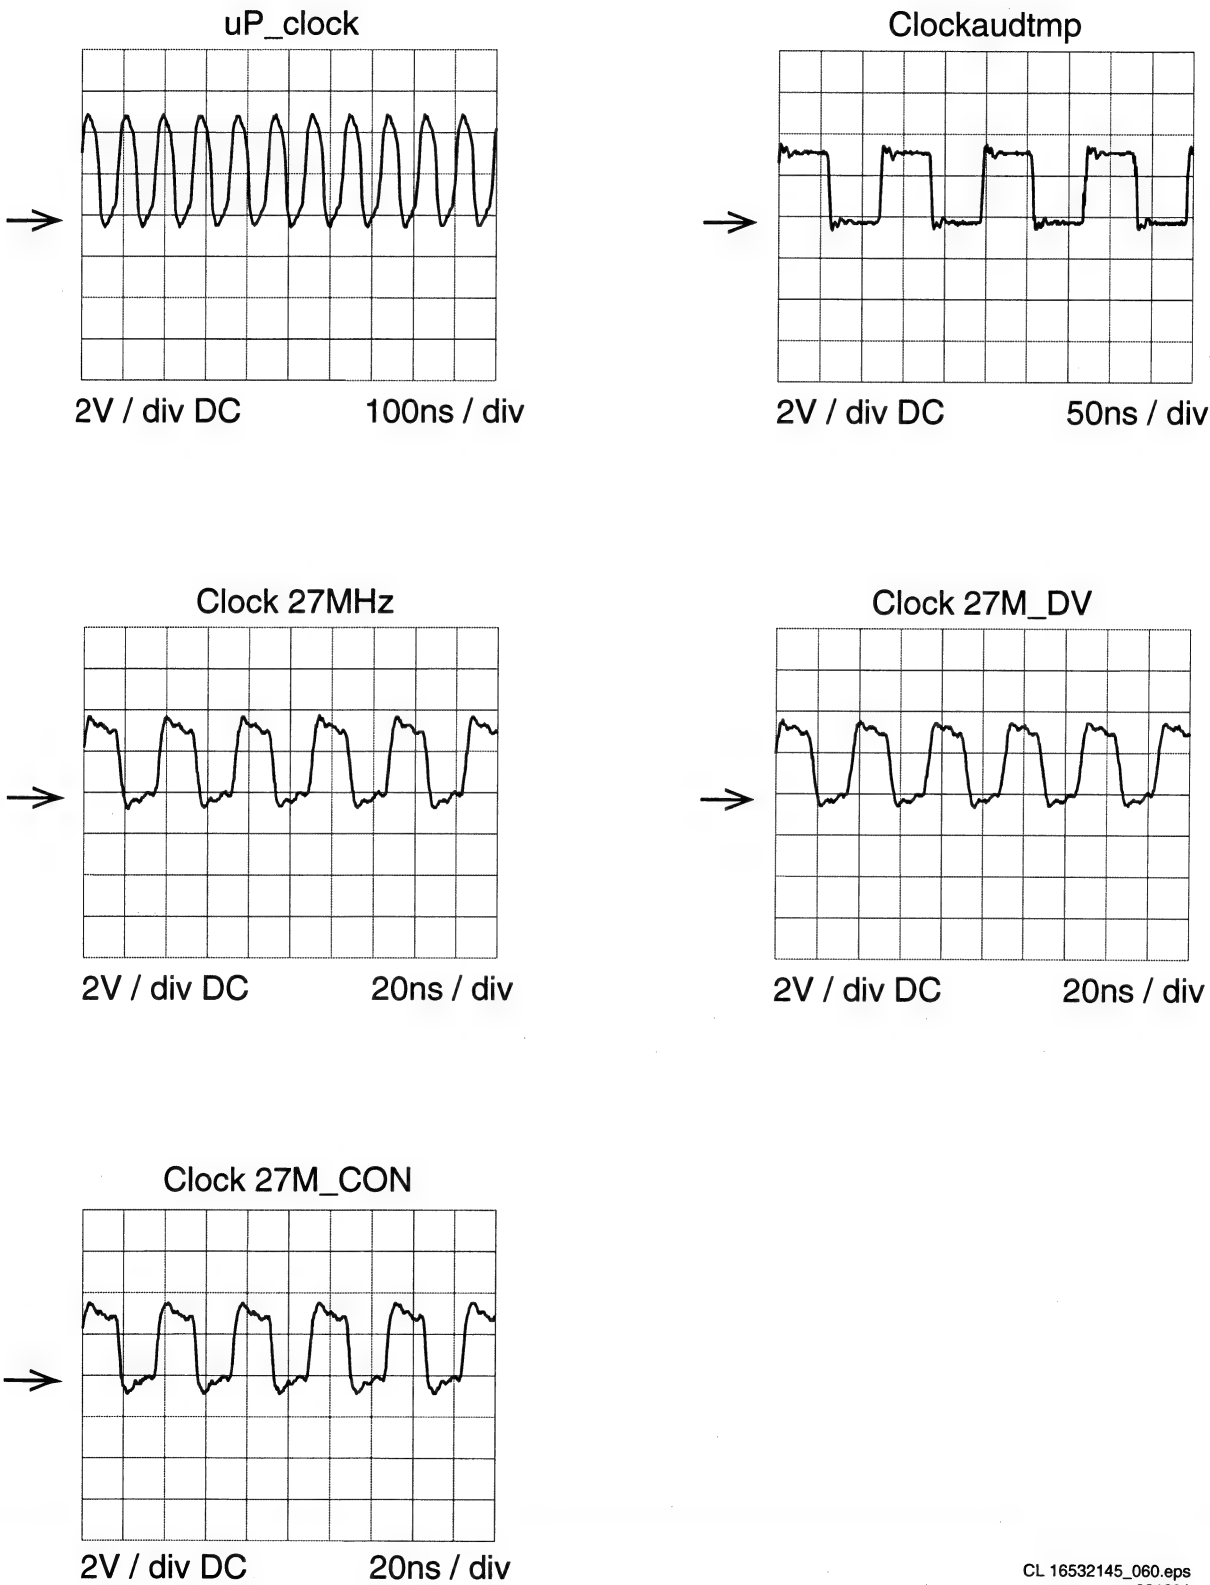 uP_clock
Clockaudtmp
2V / div DC
100ns / div
2V / div DC
50ns / div
Clock 27MHz
Clock 27M_DV
2V / div DC
20ns / div
2V / div DC
20ns / div
Clock 27M_CON
2V / div DC
20ns / div
CL 16532145_060.eps